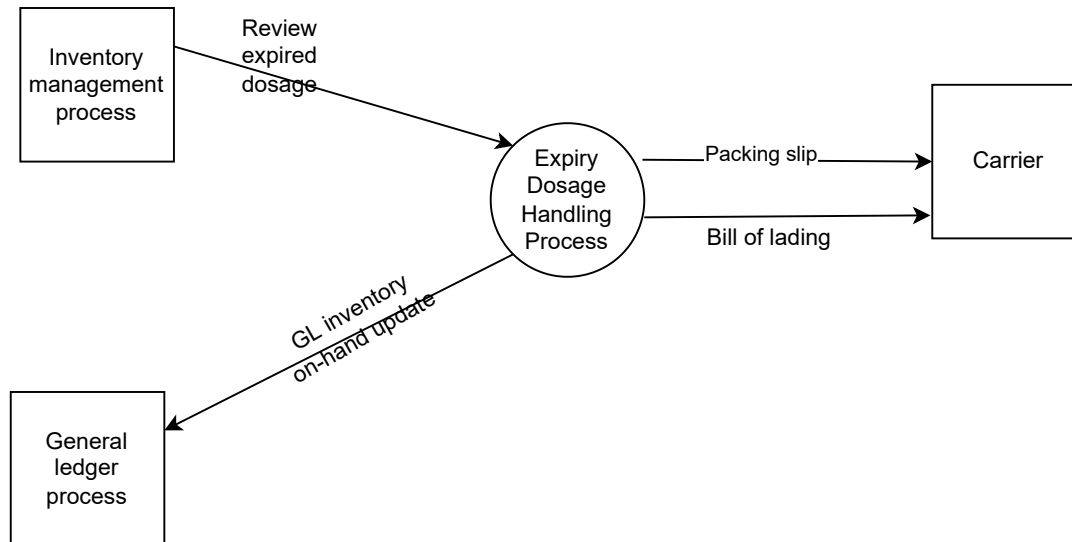 Inventory
management
process
Review
expired
dosage
Expiry
Dosage
Handling
Process
Packing slip
Bill of lading
Carrier
GL inventory
on-hand update
General
ledger
process